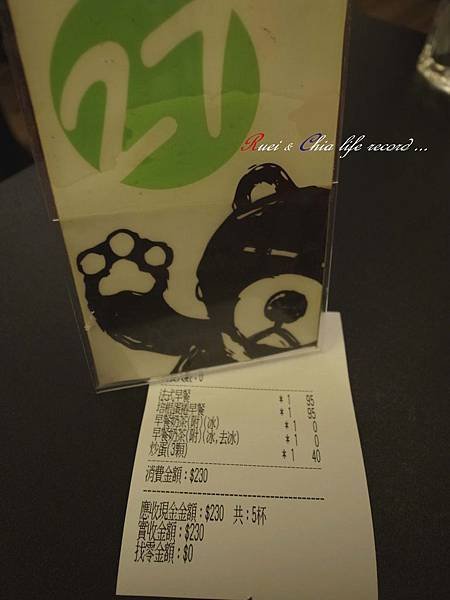 27
Ruei & Chia life record ...
法式早餐 *1 95
培根蛋捲早餐 *1 95
早餐奶茶(附)(冰) *1 0
早餐奶茶(附)(冰,去冰) *1 0
炒蛋(3顆) *1 40
消費金額:$230
應收現金金額:$230 共:5杯
實收金額:$230
找零金額:$0